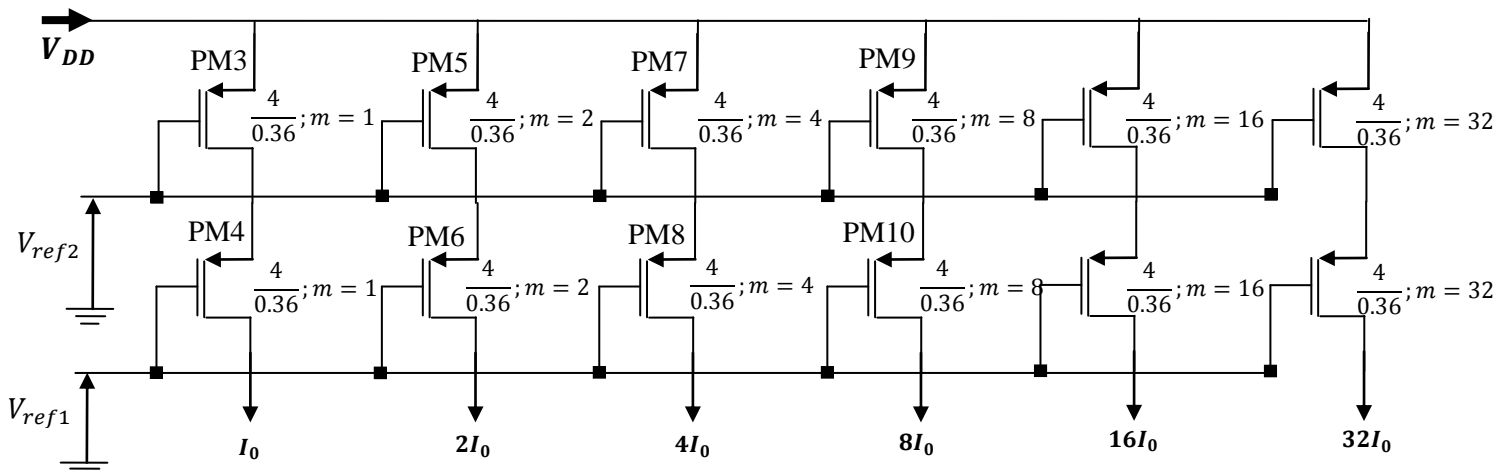 V_DD
PM3 PM5 PM7 PM9
4/0.36; m = 1 4/0.36; m = 2 4/0.36; m = 4 4/0.36; m = 8 4/0.36; m = 16 4/0.36; m = 32
V_ref2
PM4 PM6 PM8 PM10
4/0.36; m = 1 4/0.36; m = 2 4/0.36; m = 4 4/0.36; m = 8 4/0.36; m = 16 4/0.36; m = 32
V_ref1
I_0 2I_0 4I_0 8I_0 16I_0 32I_0